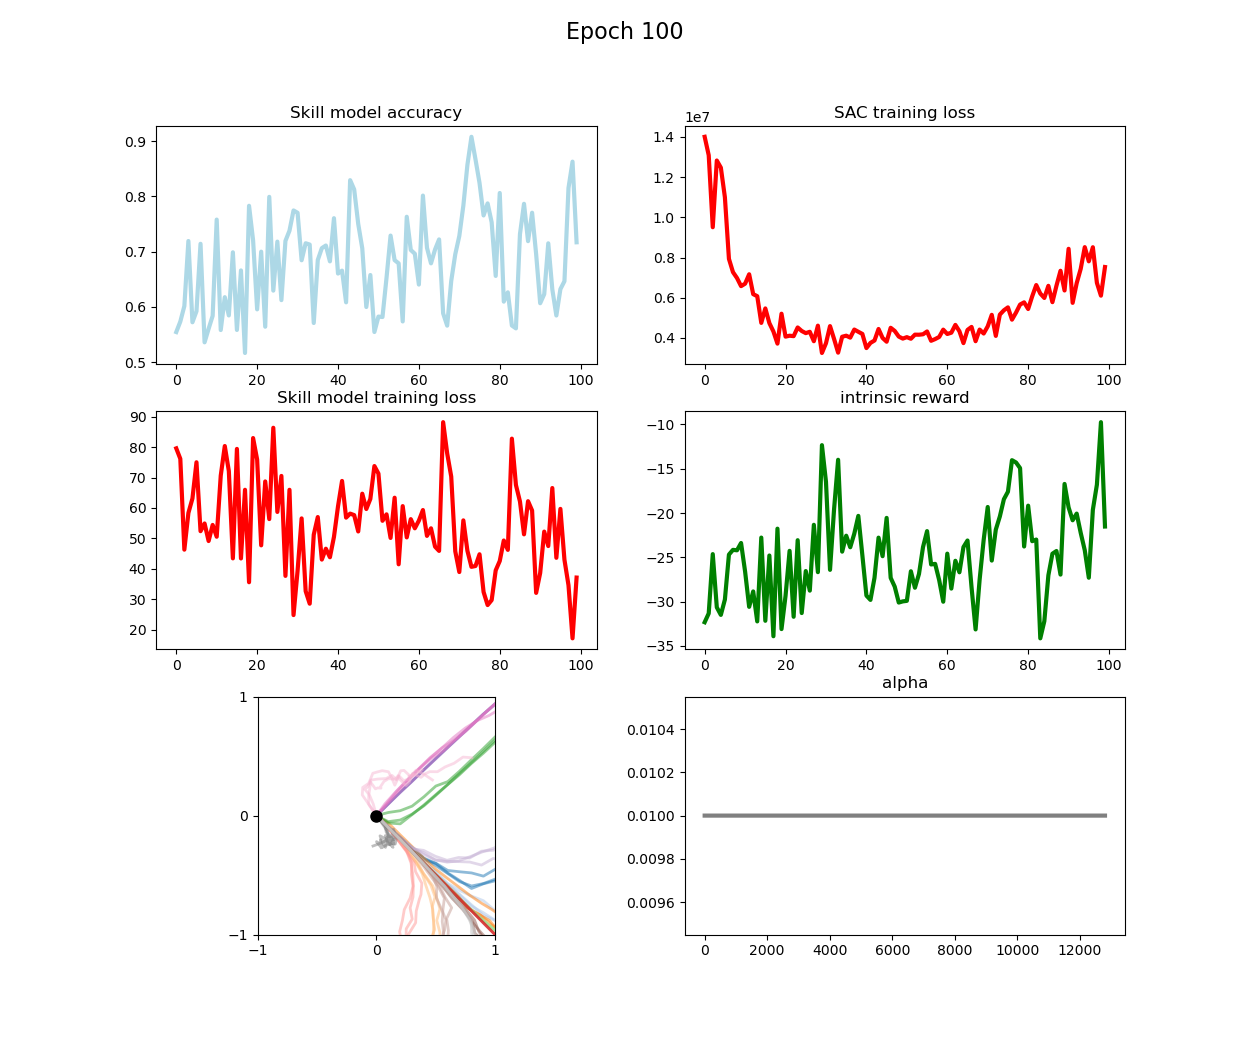 Epoch 100
Skill model accuracy
0.9
0.8
0.7
0.6
0.5
0 20 40 60 80 100
SAC training loss
1e7
1.4
1.2
1.0
0.8
0.6
0.4
0 20 40 60 80 100
Skill model training loss
90
80
70
60
50
40
30
20
0 20 40 60 80 100
intrinsic reward
−10
−15
−20
−25
−30
−35
0 20 40 60 80 100
1
0
−1
−1 0 1
alpha
0.0104
0.0102
0.0100
0.0098
0.0096
0 2000 4000 6000 8000 10000 12000